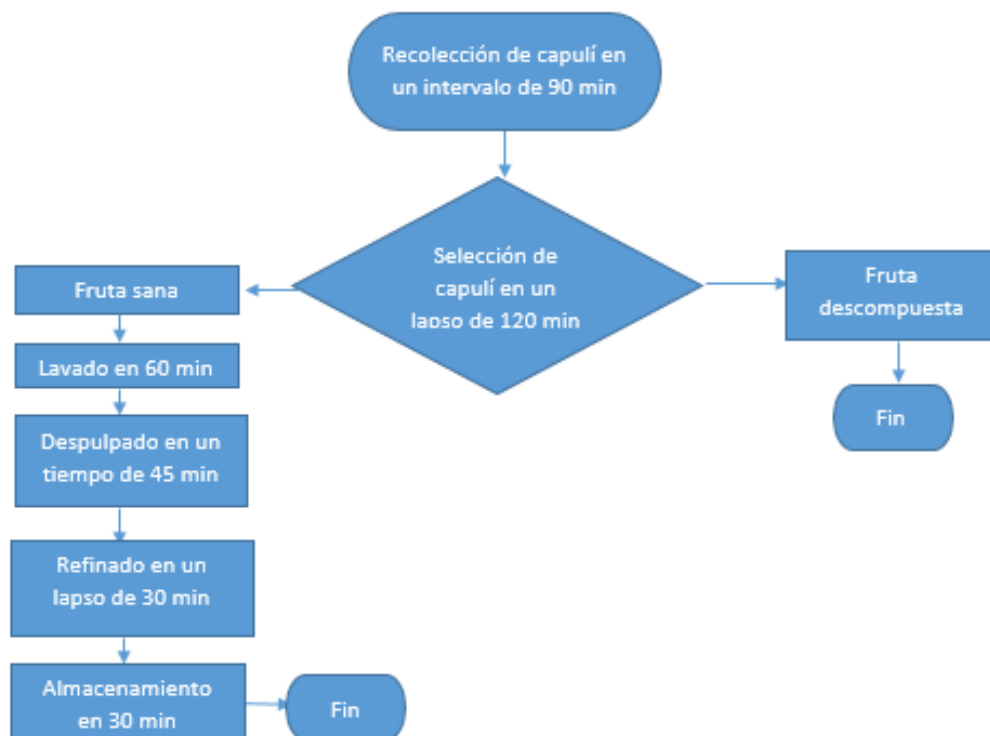 Recolección de capulí en
un intervalo de 90 min
Selección de
capulí en un
lapso de 120 min
Fruta sana
Fruta
descompuesta
Lavado en 60 min
Fin
Despulpado en un
tiempo de 45 min
Refinado en un
lapso de 30 min
Almacenamiento
en 30 min
Fin